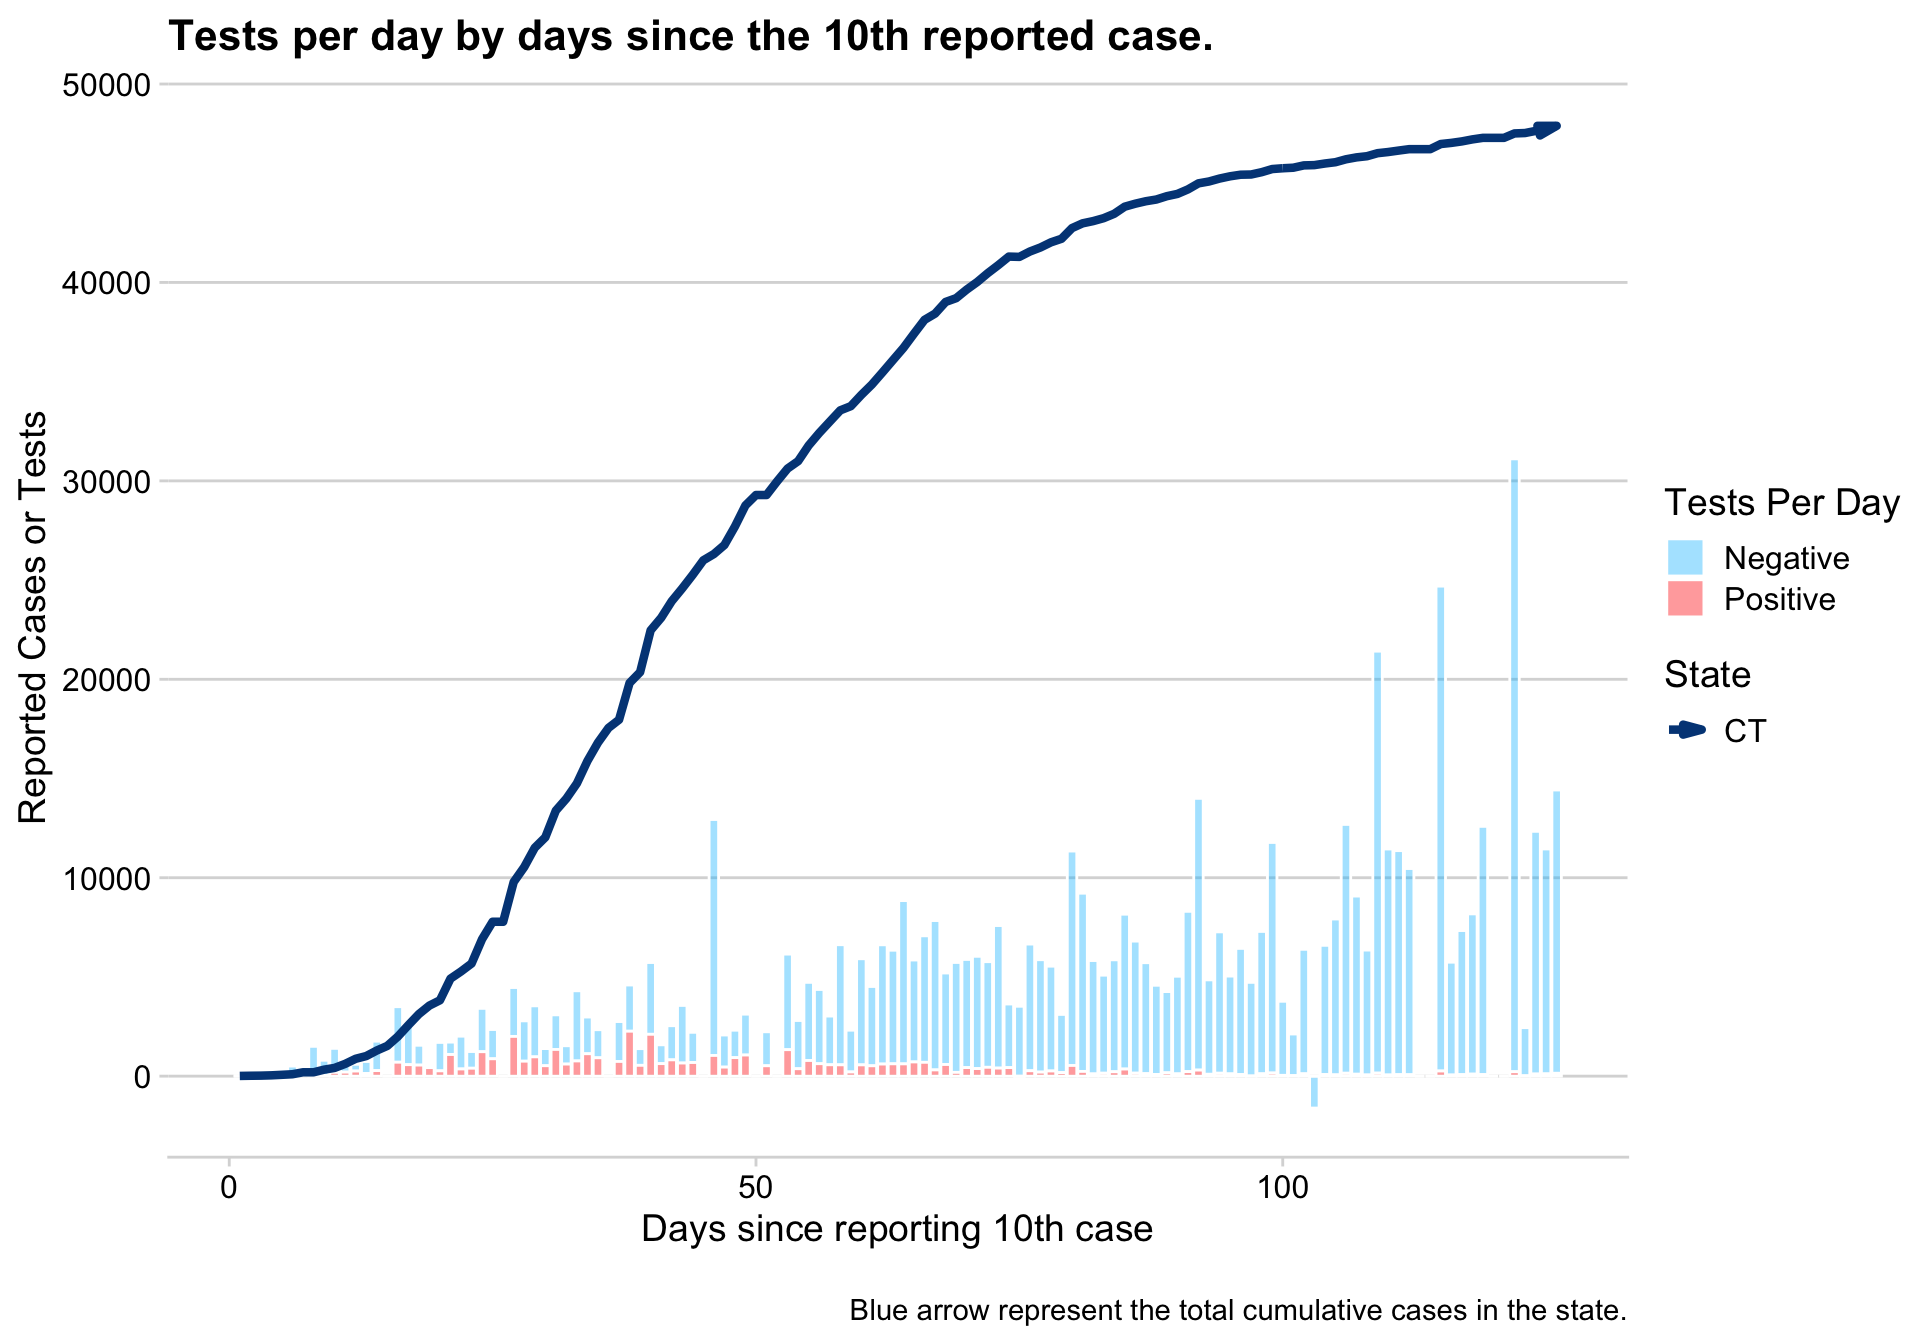 Tests per day by days since the 10th reported case.
50000
40000
30000
20000
10000
0
Reported Cases or Tests
0 50 100
Days since reporting 10th case
Tests Per Day
Negative
Positive
State
CT
Blue arrow represent the total cumulative cases in the state.